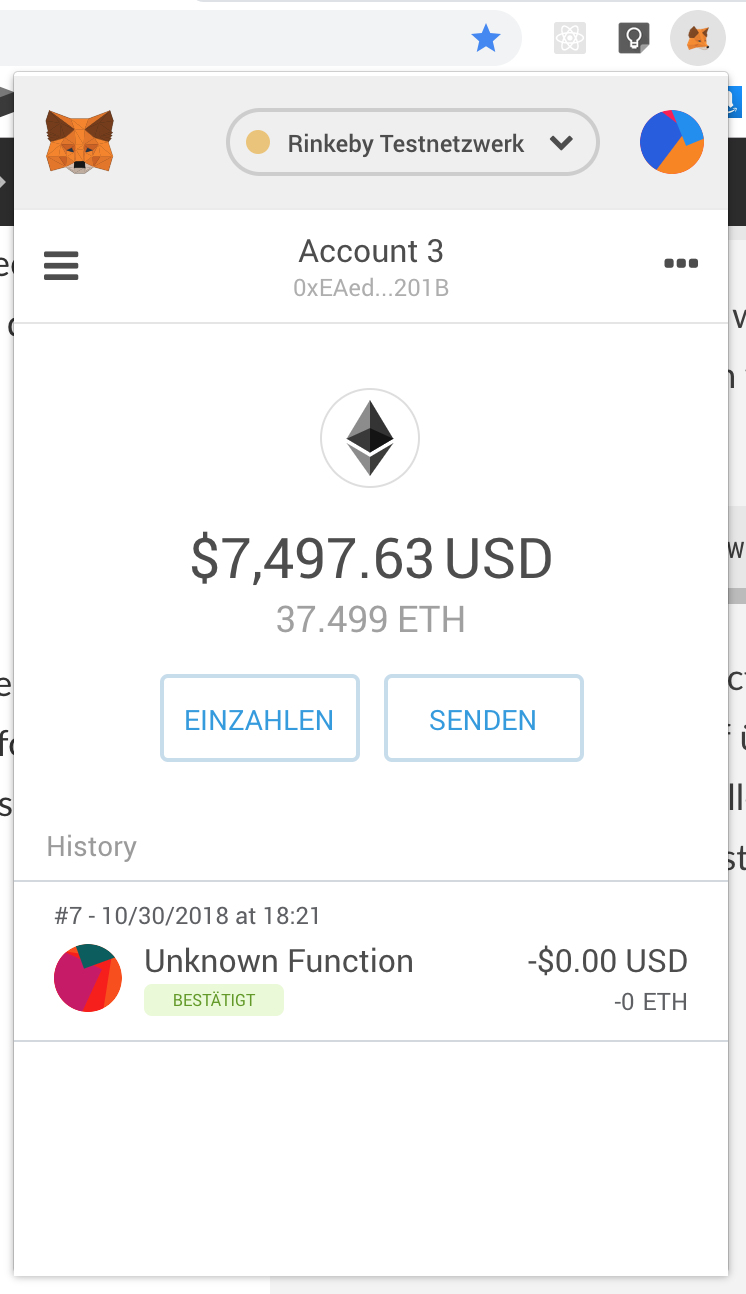 Rinkeby Testnetzwerk
Account 3
0xEAed...201B
$7,497.63 USD
37.499 ETH
EINZAHLEN
SENDEN
History
#7 - 10/30/2018 at 18:21
Unknown Function
-$0.00 USD
BESTÄTIGT
-0 ETH